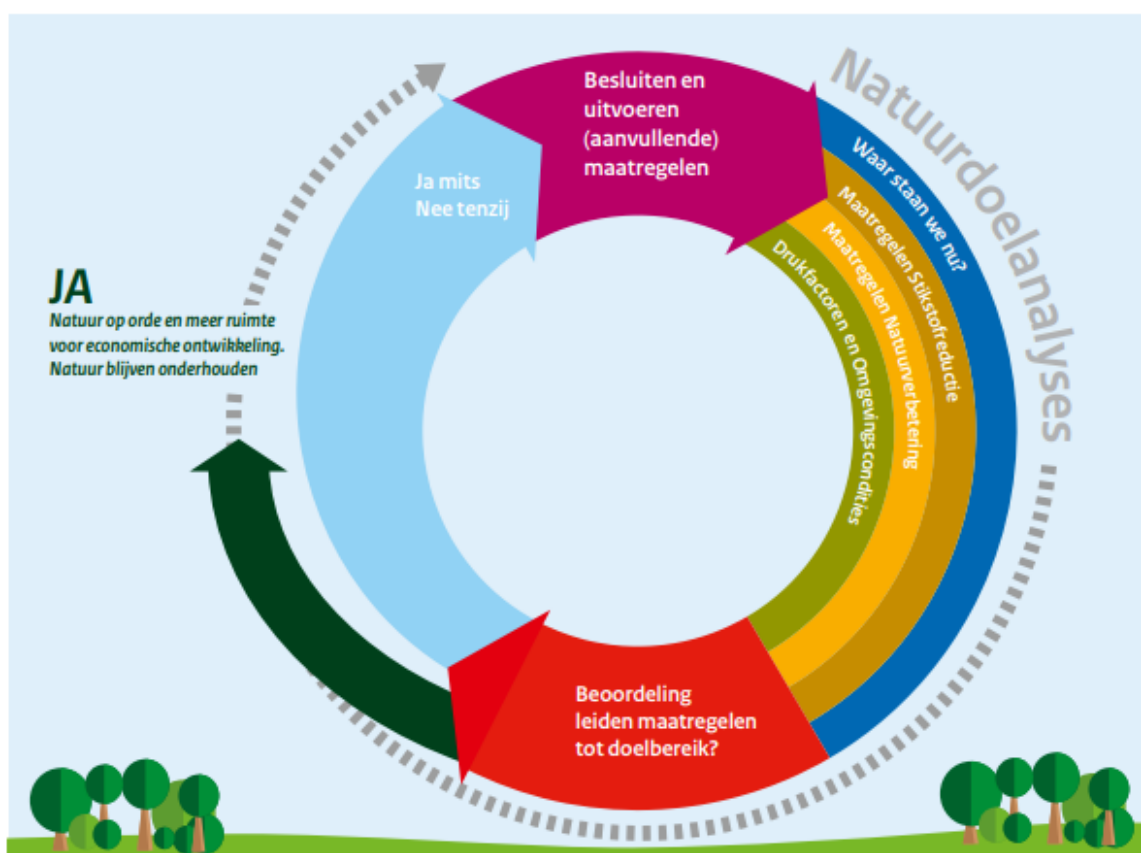 Natuurdoelanalyses
Besluiten en
uitvoeren
(aanvullende)
maatregelen
Waar staan we nu?
Maatregelen Stikstofreductie
Maatregelen Natuurverbetering
Drukfactoren en Omgevingscondities
Beoordeling
leiden maatregelen
tot doelbereik?
Ja mits
Nee tenzij
JA
Natuur op orde en meer ruimte
voor economische ontwikkeling.
Natuur blijven onderhouden